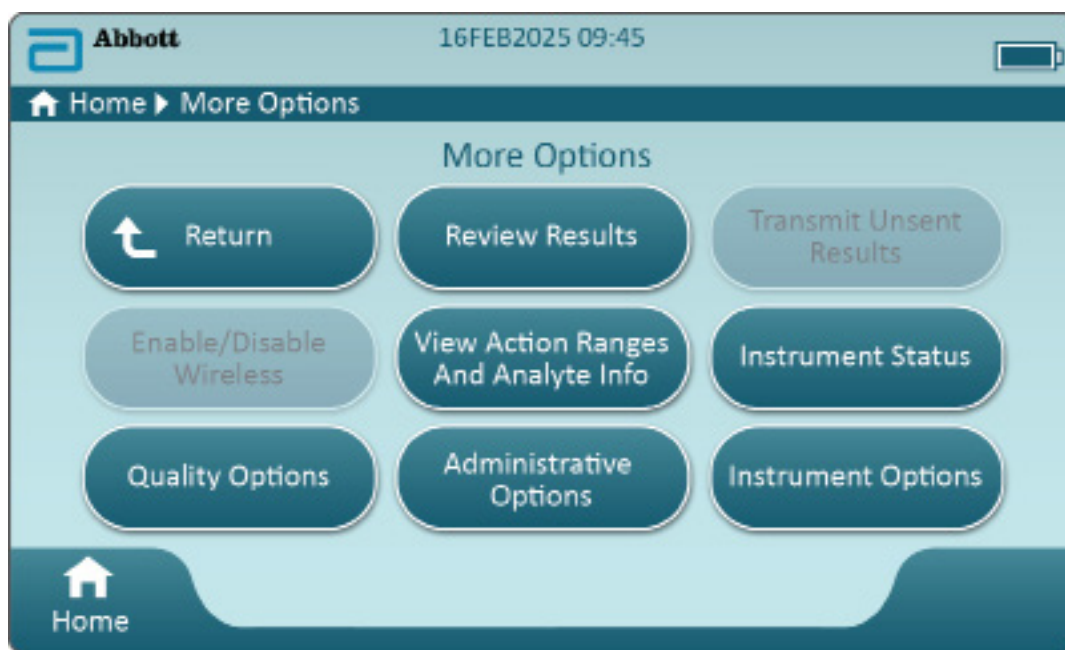 Abbott
16FEB2025 09:45
Home
More Options
More Options
Return
Review Results
Transmit Unsent
Results
Enable/Disable
Wireless
View Action Ranges
And Analyte Info
Instrument Status
Quality Options
Administrative
Options
Instrument Options
Home